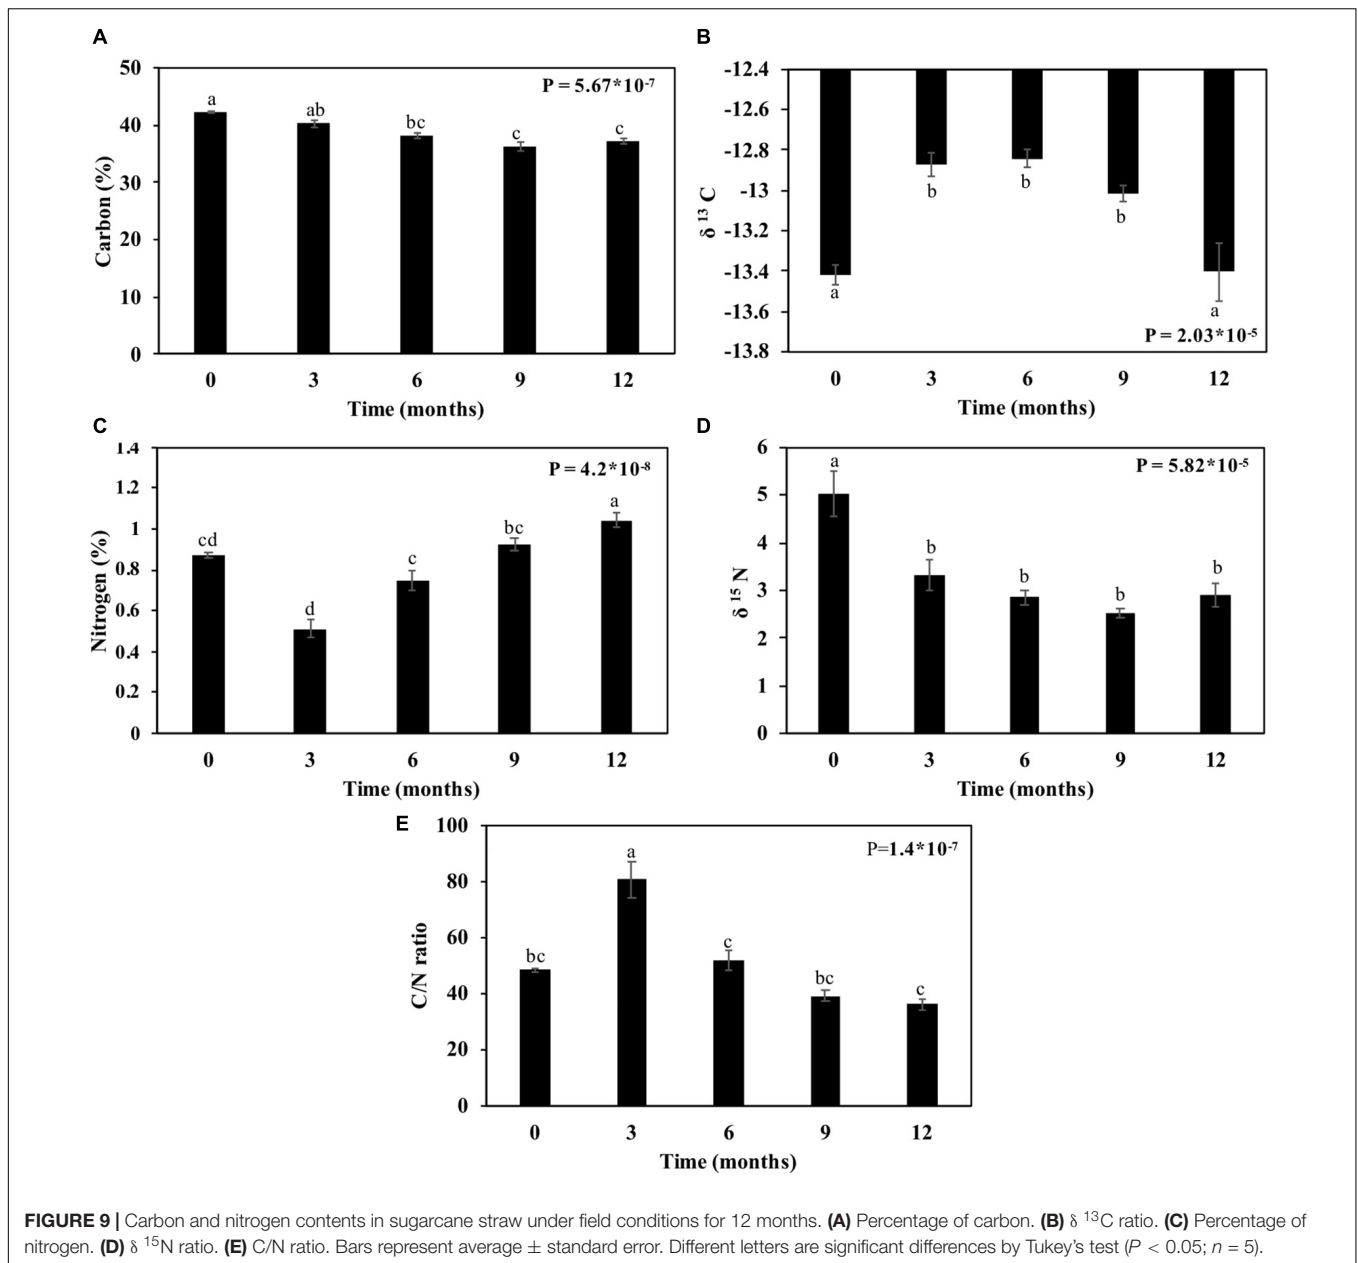 A
50
40
30
20
10
0
Carbon (%)
P = 5.67*10-7
a
ab
bc
c
c
0 3 6 9 12
Time (months)
B
-12.4
-12.6
-12.8
-13
-13.2
-13.4
-13.6
-13.8
δ 13 C
a
b
b
b
a
P = 2.03*10-5
0 3 6 9 12
Time (months)
C
1.4
1.2
1
0.8
0.6
0.4
0.2
0
Nitrogen (%)
P = 4.2*10-8
cd
d
c
bc
a
0 3 6 9 12
Time (months)
D
6
5
4
3
2
1
0
δ 15 N
P = 5.82*10-5
a
b
b
b
b
0 3 6 9 12
Time (months)
E
100
80
60
40
20
0
C/N ratio
P=1.4*10-7
bc
a
c
bc
c
0 3 6 9 12
Time (months)
FIGURE 9 | Carbon and nitrogen contents in sugarcane straw under field conditions for 12 months. (A) Percentage of carbon. (B) δ 13C ratio. (C) Percentage of
nitrogen. (D) δ 15N ratio. (E) C/N ratio. Bars represent average ± standard error. Different letters are significant differences by Tukey's test (P < 0.05; n = 5).